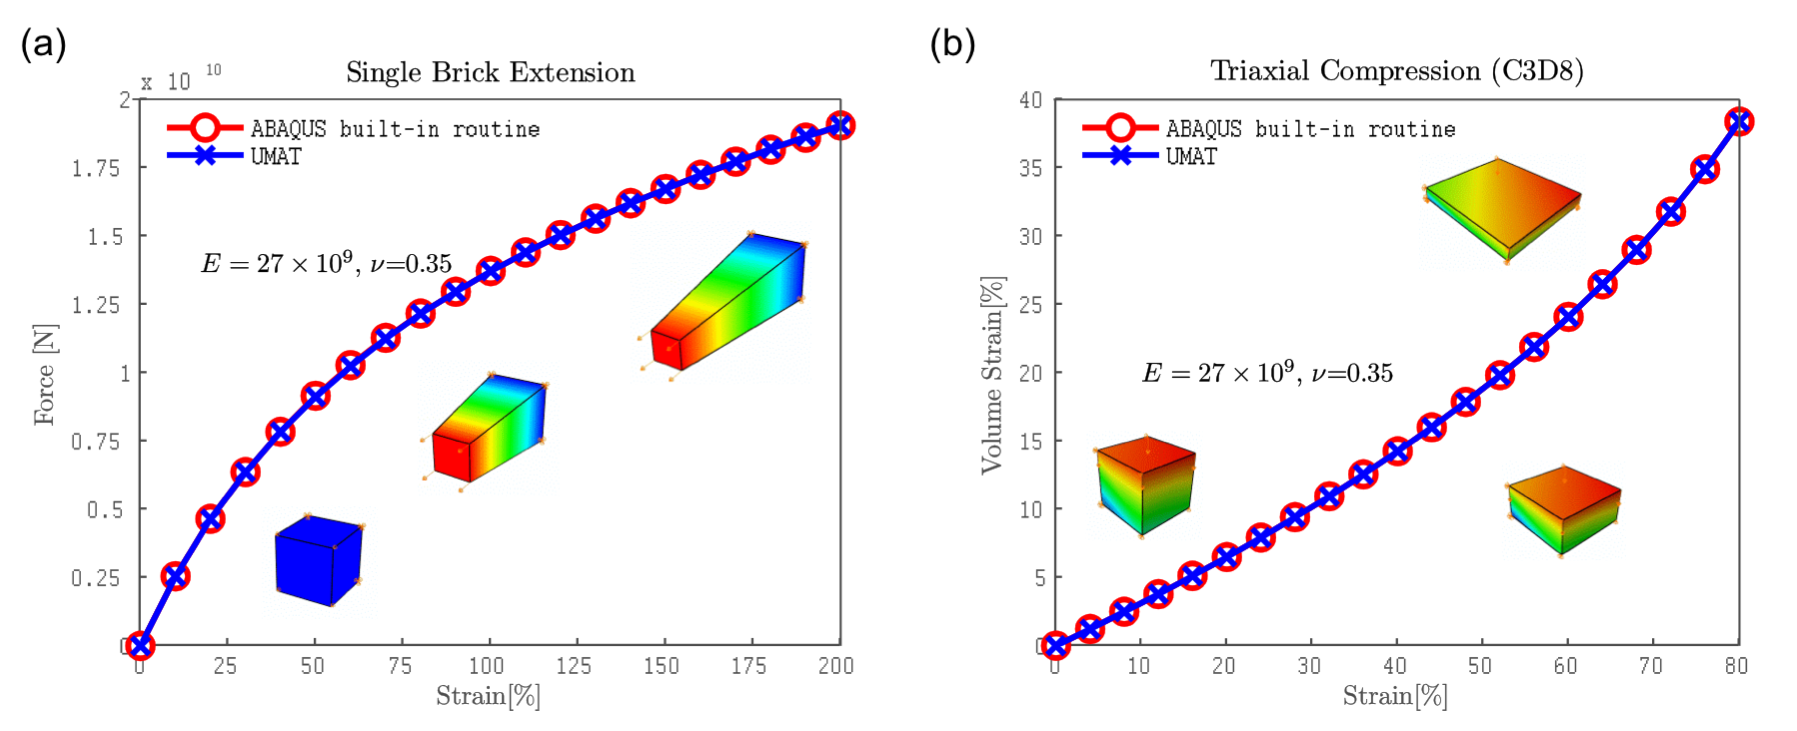 (a)
x 10 10
Single Brick Extension
ABAQUS built-in routine
UMAT
E = 27 × 10⁹, ν=0.35
Force [N]
2
1.75
1.5
1.25
1
0.75
0.5
0.25
0
0 25 50 75 100 125 150 175 200
Strain[%]
(b)
Triaxial Compression (C3D8)
ABAQUS built-in routine
UMAT
E = 27 × 10⁹, ν=0.35
Volume Strain[%]
40
35
30
25
20
15
10
5
0
0 10 20 30 40 50 60 70 80
Strain[%]